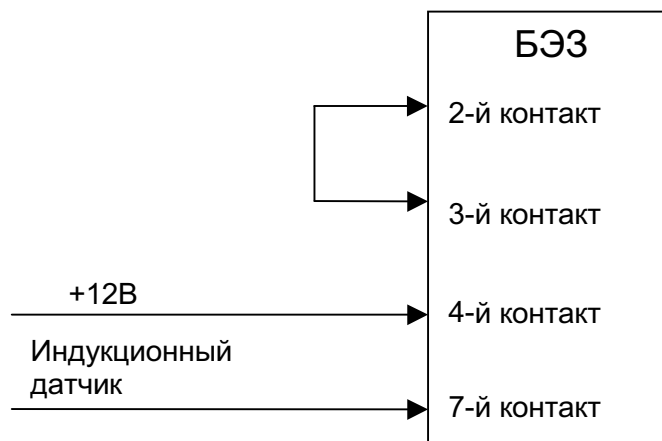 БЭЗ
2-й контакт
3-й контакт
+12В
4-й контакт
Индукционный
датчик
7-й контакт